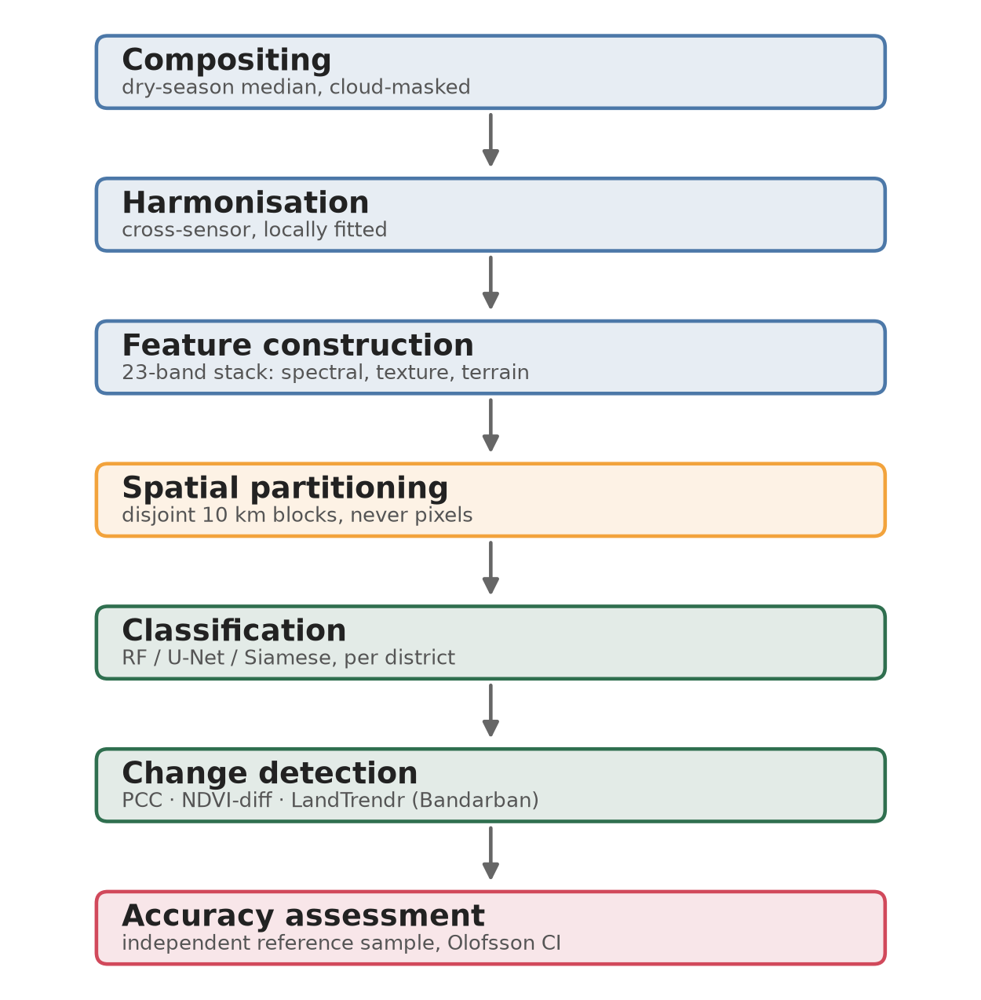 Compositing
dry-season median, cloud-masked
Harmonisation
cross-sensor, locally fitted
Feature construction
23-band stack: spectral, texture, terrain
Spatial partitioning
disjoint 10 km blocks, never pixels
Classification
RF / U-Net / Siamese, per district
Change detection
PCC · NDVI-diff · LandTrendr (Bandarban)
Accuracy assessment
independent reference sample, Olofsson CI